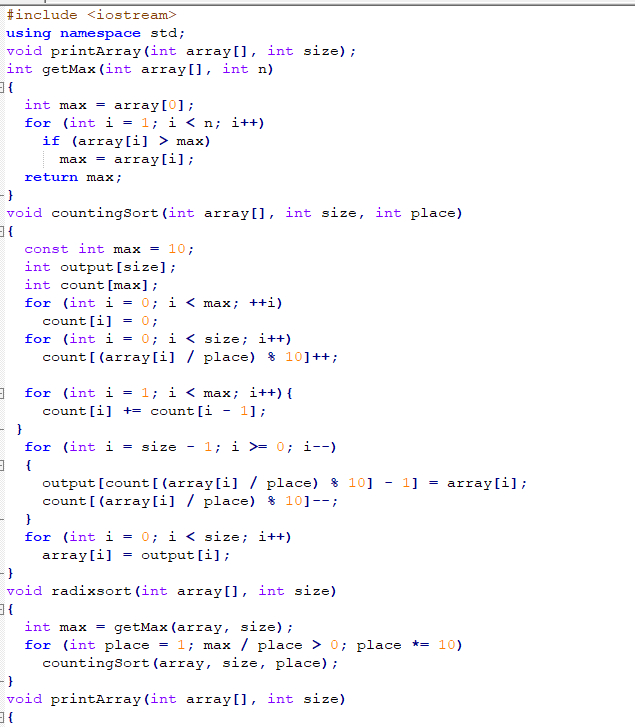 #include <iostream>
using namespace std;
void printArray(int array[], int size);
int getMax(int array[], int n)
{
  int max = array[0];
  for (int i = 1; i < n; i++)
    if (array[i] > max)
      max = array[i];
  return max;
}
void countingSort(int array[], int size, int place)
{
  const int max = 10;
  int output[size];
  int count[max];
  for (int i = 0; i < max; ++i)
    count[i] = 0;
  for (int i = 0; i < size; i++)
    count[(array[i] / place) % 10]++;

  for (int i = 1; i < max; i++){
    count[i] += count[i - 1];
 }
  for (int i = size - 1; i >= 0; i--)
  {
    output[count[(array[i] / place) % 10] - 1] = array[i];
    count[(array[i] / place) % 10]--;
  }
  for (int i = 0; i < size; i++)
    array[i] = output[i];
}
void radixsort(int array[], int size)
{
  int max = getMax(array, size);
  for (int place = 1; max / place > 0; place *= 10)
    countingSort(array, size, place);
}
void printArray(int array[], int size)
{